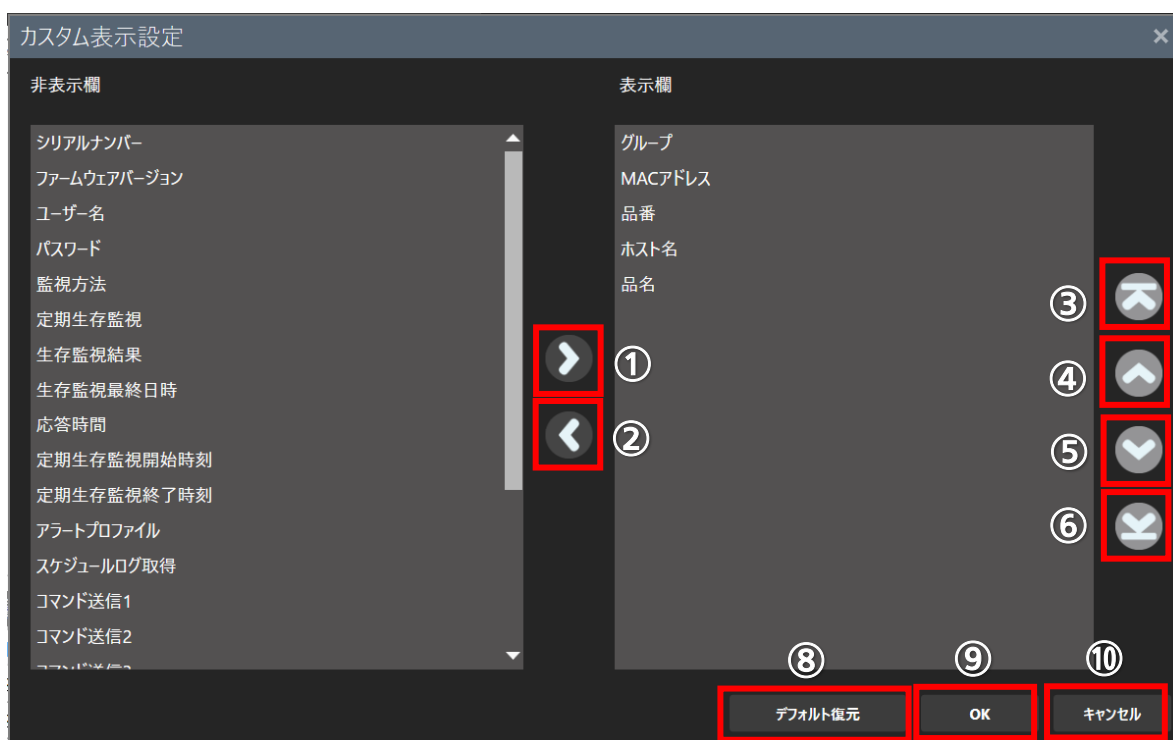 カスタム表示設定
非表示欄
表示欄
シリアルナンバー
ファームウェアバージョン
ユーザー名
パスワード
監視方法
定期生存監視
生存監視結果
生存監視最終日時
応答時間
定期生存監視開始時刻
定期生存監視終了時刻
アラートプロファイル
スケジュールログ取得
コマンド送信1
コマンド送信2
グループ
MACアドレス
品番
ホスト名
品名
①
②
③
④
⑤
⑥
⑧
⑨
⑩
デフォルト復元
OK
キャンセル